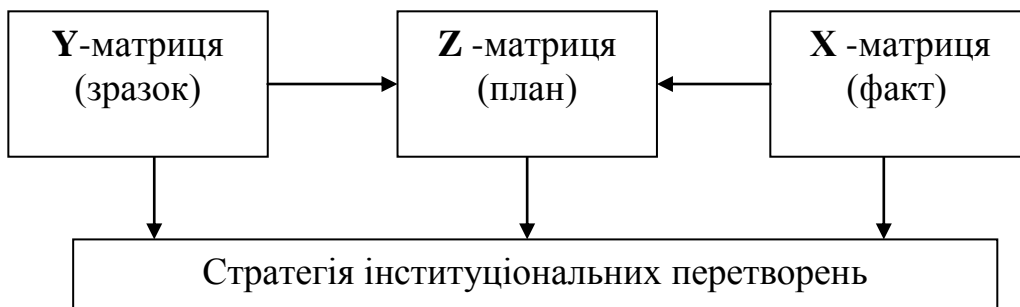 Y-матриця
(зразок)
Z -матриця
(план)
X -матриця
(факт)
Стратегія інституціональних перетворень